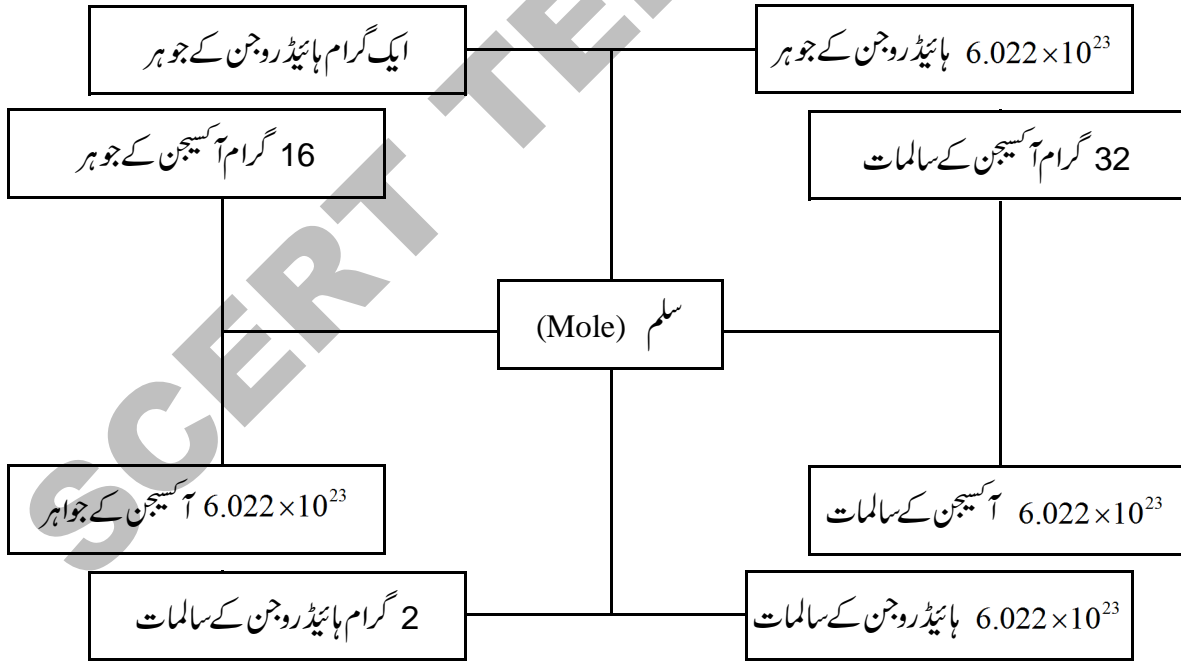 6.022×10²³ ہائیڈروجن کے جوہر
ایک گرام ہائیڈروجن کے جوہر
32 گرام آکسیجن کے سالمات
16 گرام آکسیجن کے جوہر
سلم (Mole)
6.022×10²³ آکسیجن کے سالمات
6.022×10²³ آکسیجن کے جواہر
6.022×10²³ ہائیڈروجن کے سالمات
2 گرام ہائیڈروجن کے سالمات
SCERT TE